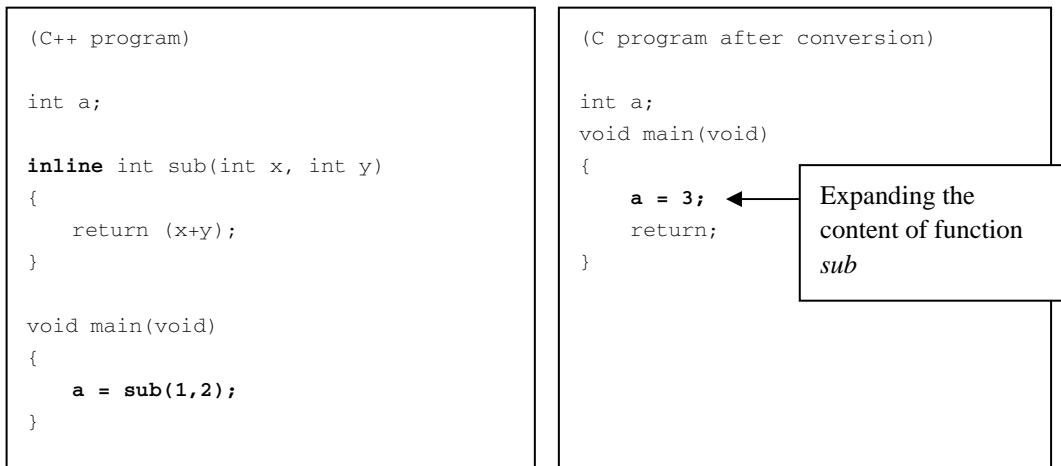 (C++ program)
int a;
inline int sub(int x, int y)
{
return (x+y);
}
void main(void)
{
a = sub(1,2);
}
(C program after conversion)
int a;
void main(void)
{
a = 3;
return;
}
Expanding the
content of function
sub